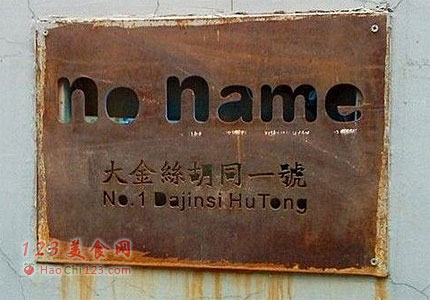 no name
大金絲胡同一號
No.1 Dajinsi HuTong
123美食网
HaoChi123.com